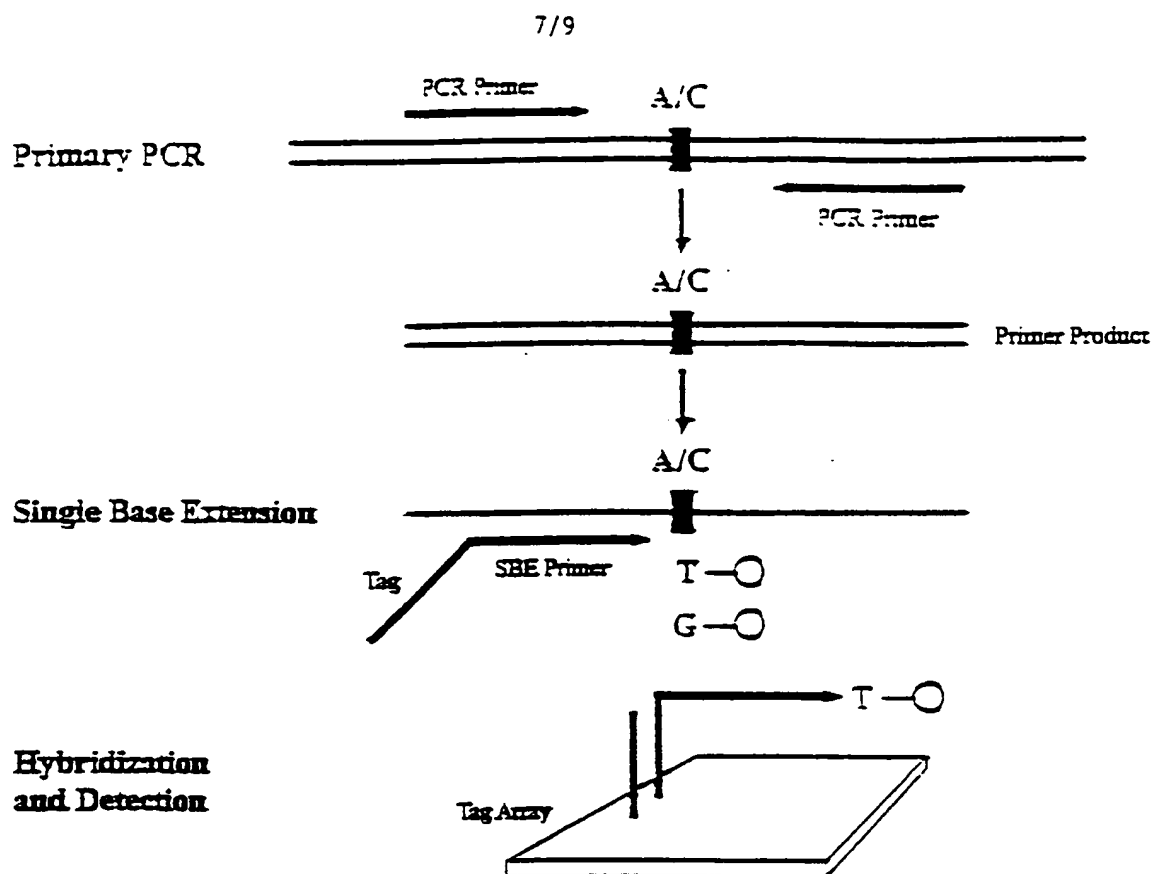 7/9
PCR Primer
A/C
Primary PCR
PCR Primer
A/C
Primer Product
A/C
Single Base Extension
Tag
SBE Primer
T
G
T
Hybridization
and Detection
Tag Array